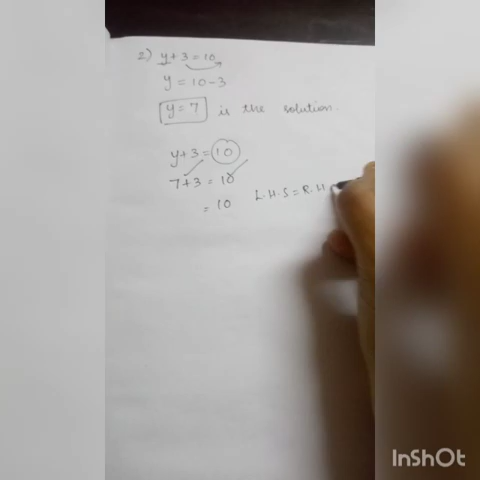 2) y + 3 = 10
y = 10 - 3
y = 7 is the solution.
y + 3 = 10
7 + 3 = 10
= 10 L.H.S = R.H
InShOt